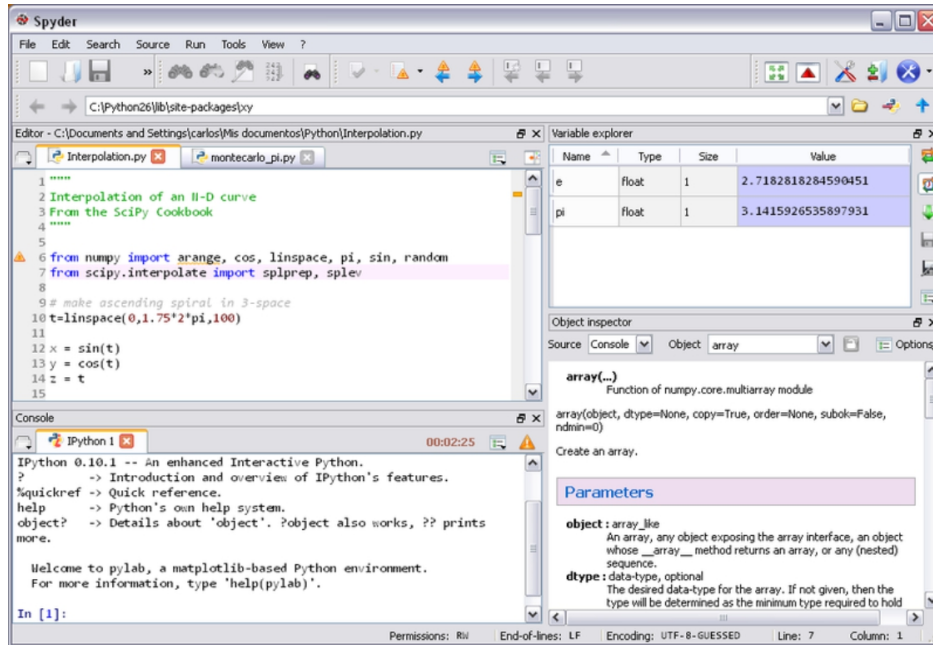 Spyder
File Edit Search Source Run Tools View ?
C:\Python26\lib\site-packages\xy
Editor - C:\Documents and Settings\carlos\Mis documentos\Python\Interpolation.py
Interpolation.py montecarlo_pi.py
1 """
2 Interpolation of an N-D curve
3 From the SciPy Cookbook
4 """
5
6 from numpy import arange, cos, linspace, pi, sin, random
7 from scipy.interpolate import splprep, splev
8
9 # make ascending spiral in 3-space
10 t=linspace(0,1.75*2*pi,100)
11
12 x = sin(t)
13 y = cos(t)
14 z = t
15
Console
IPython 1 00:02:25
IPython 0.10.1 -- An enhanced Interactive Python.
? -> Introduction and overview of IPython's features.
%quickref -> Quick reference.
help -> Python's own help system.
object? -> Details about 'object'. ?object also works, ?? prints
more.
Welcome to pylab, a matplotlib-based Python environment.
For more information, type 'help(pylab)'.
In [1]:
Variable explorer
Name Type Size Value
e float 1 2.7182818284590451
pi float 1 3.1415926535897931
Object inspector
Source Console Object array Options
array(...)
Function of numpy.core.multiarray module
array(object, dtype=None, copy=True, order=None, subok=False,
ndmin=0)
Create an array.
Parameters
object : array_like
An array, any object exposing the array interface, an object
whose __array__ method returns an array, or any (nested)
sequence.
dtype : data-type, optional
The desired data-type for the array. If not given, then the
type will be determined as the minimum type required to hold
Permissions: RW End-of-lines: LF Encoding: UTF-8-GUESSED Line: 7 Column: 1